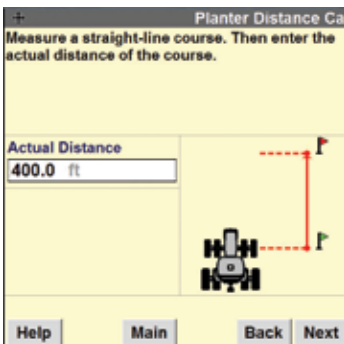 Planter Distance Ca
Measure a straight-line course. Then enter the
actual distance of the course.
Actual Distance
400.0 ft
Help Main Back Next